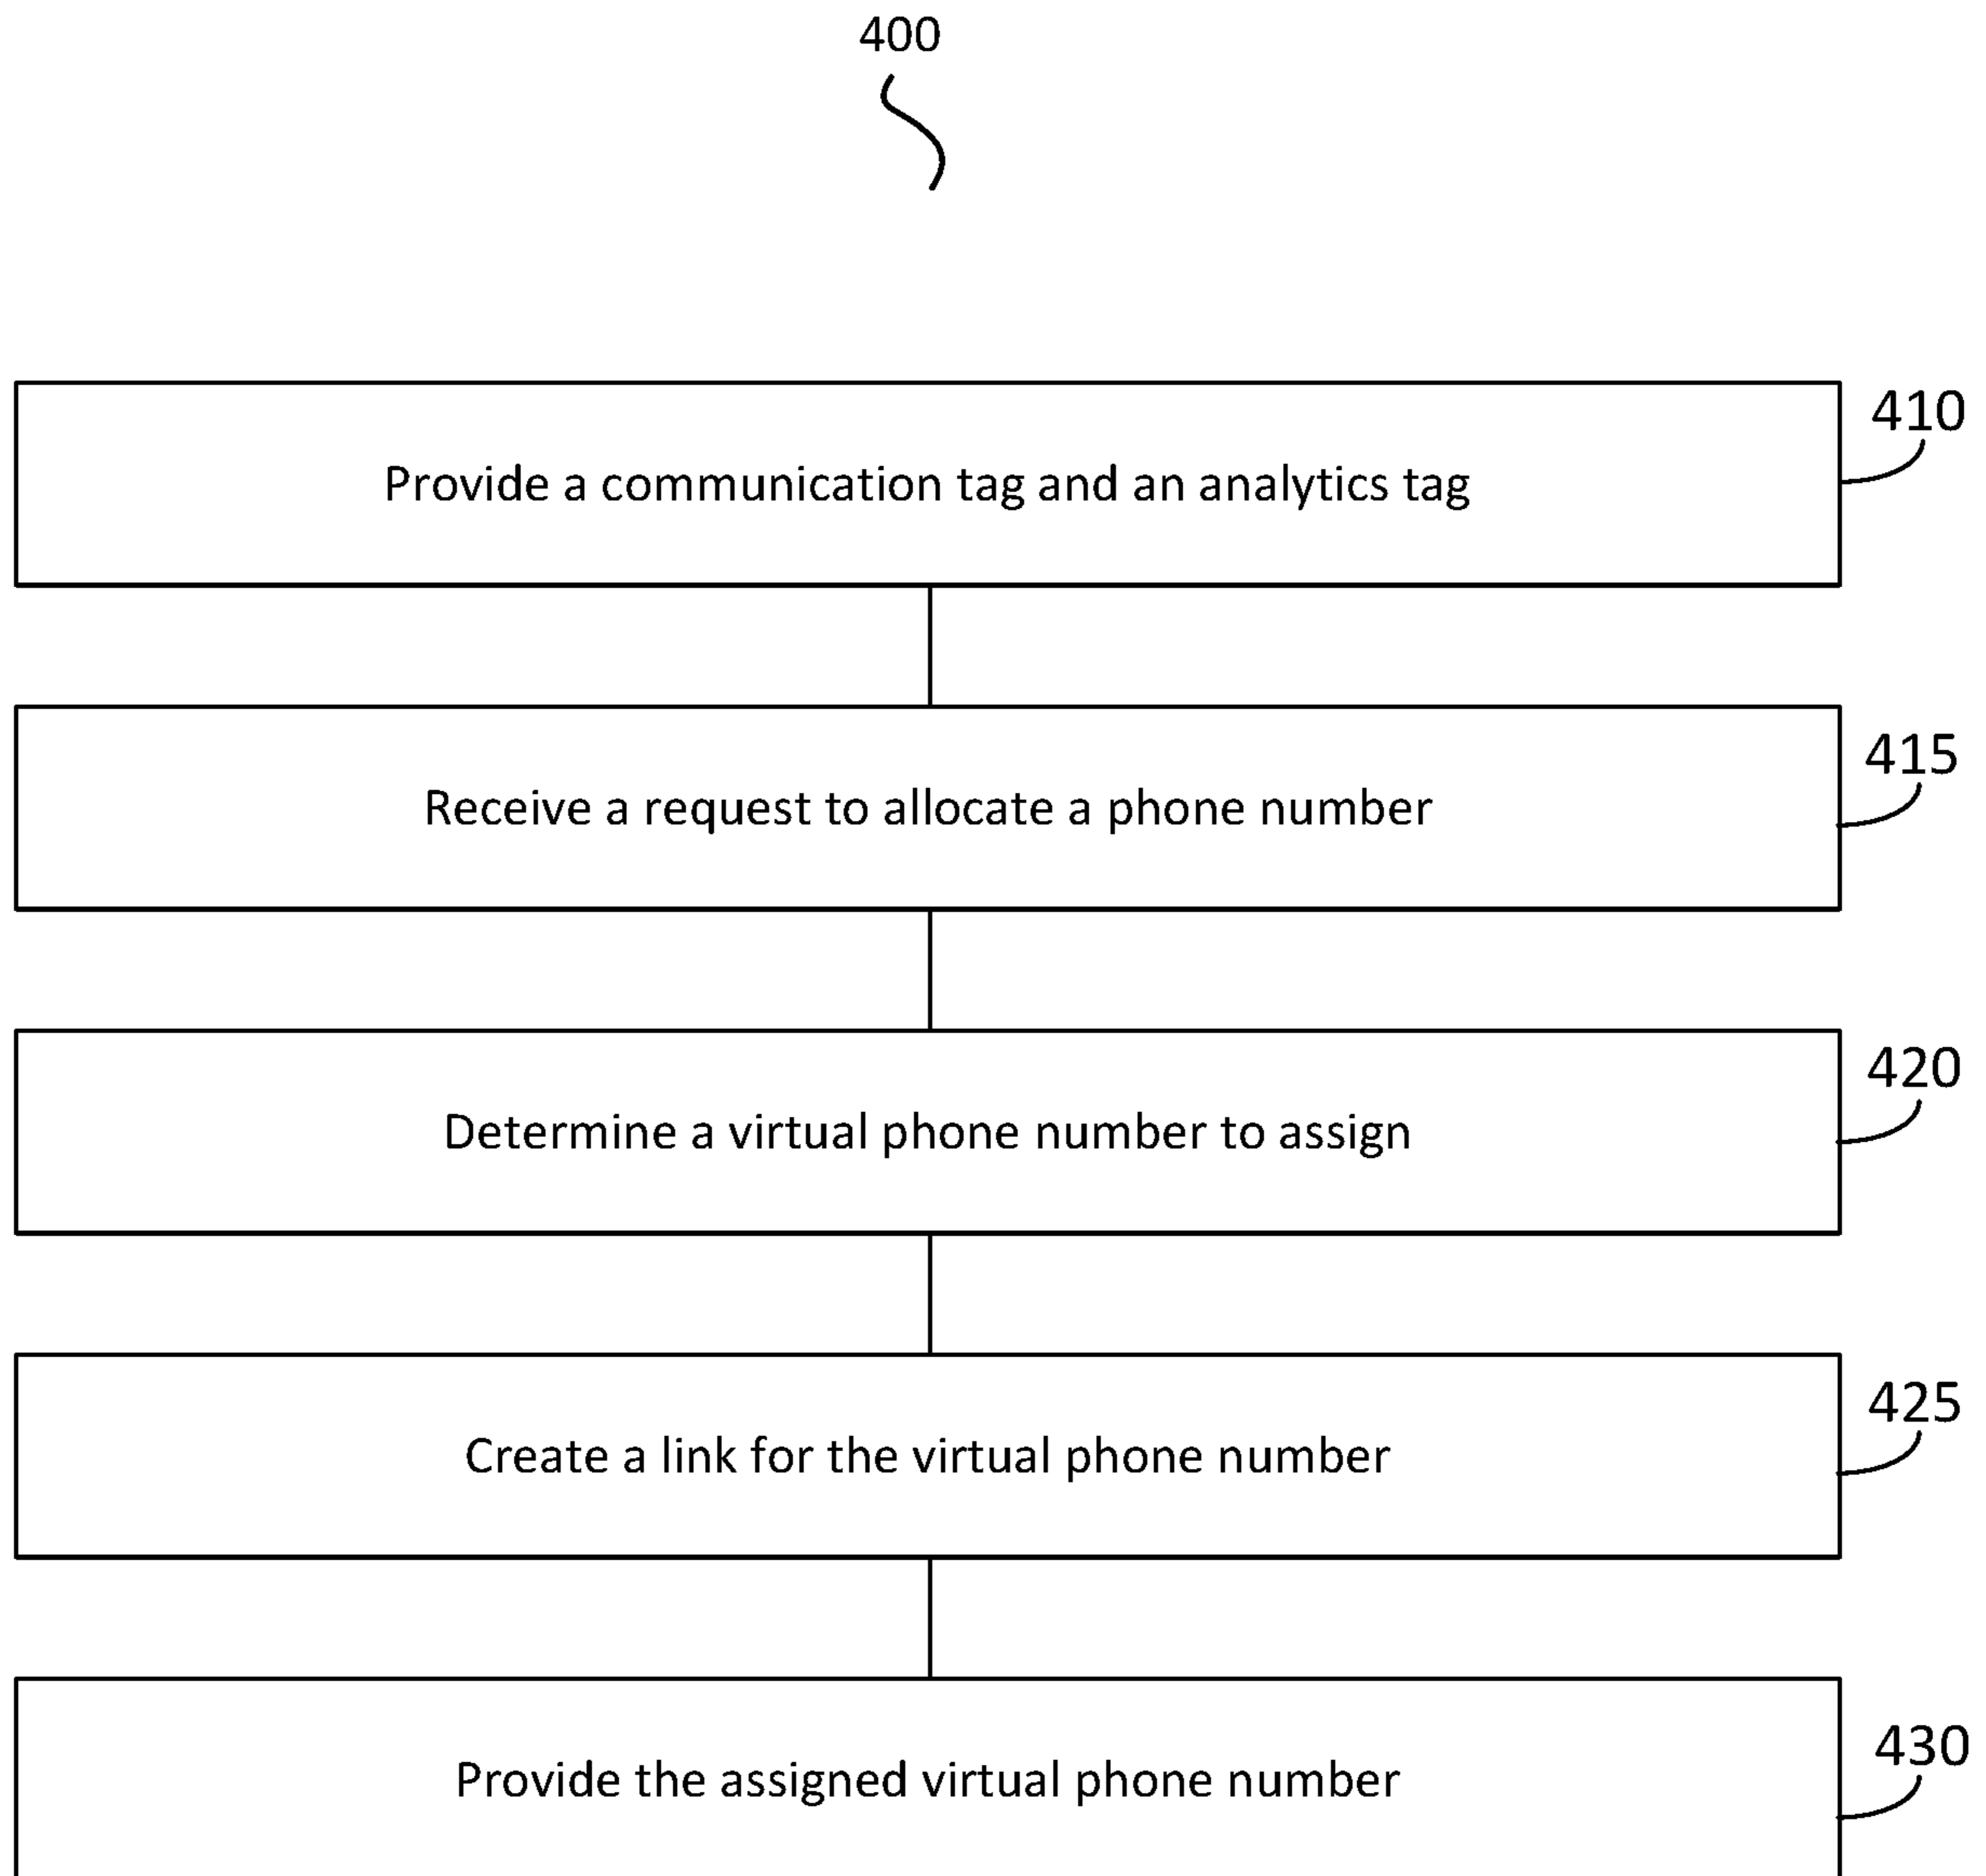 400
410
Provide a communication tag and an analytics tag
415
Receive a request to allocate a phone number
420
Determine a virtual phone number to assign
425
Create a link for the virtual phone number
430
Provide the assigned virtual phone number